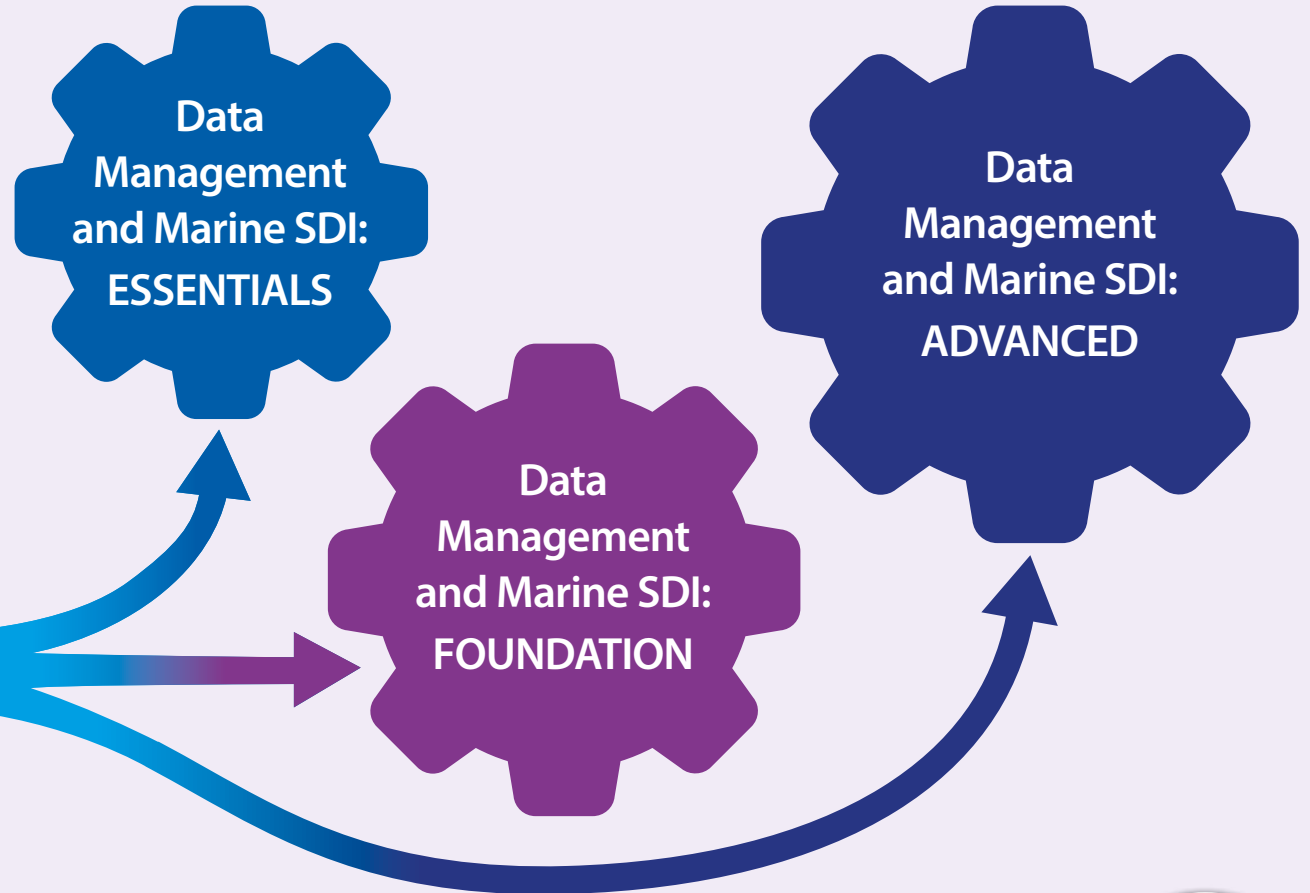 Data
Management
and Marine SDI:
ESSENTIALS
Data
Management
and Marine SDI:
FOUNDATION
Data
Management
and Marine SDI:
ADVANCED